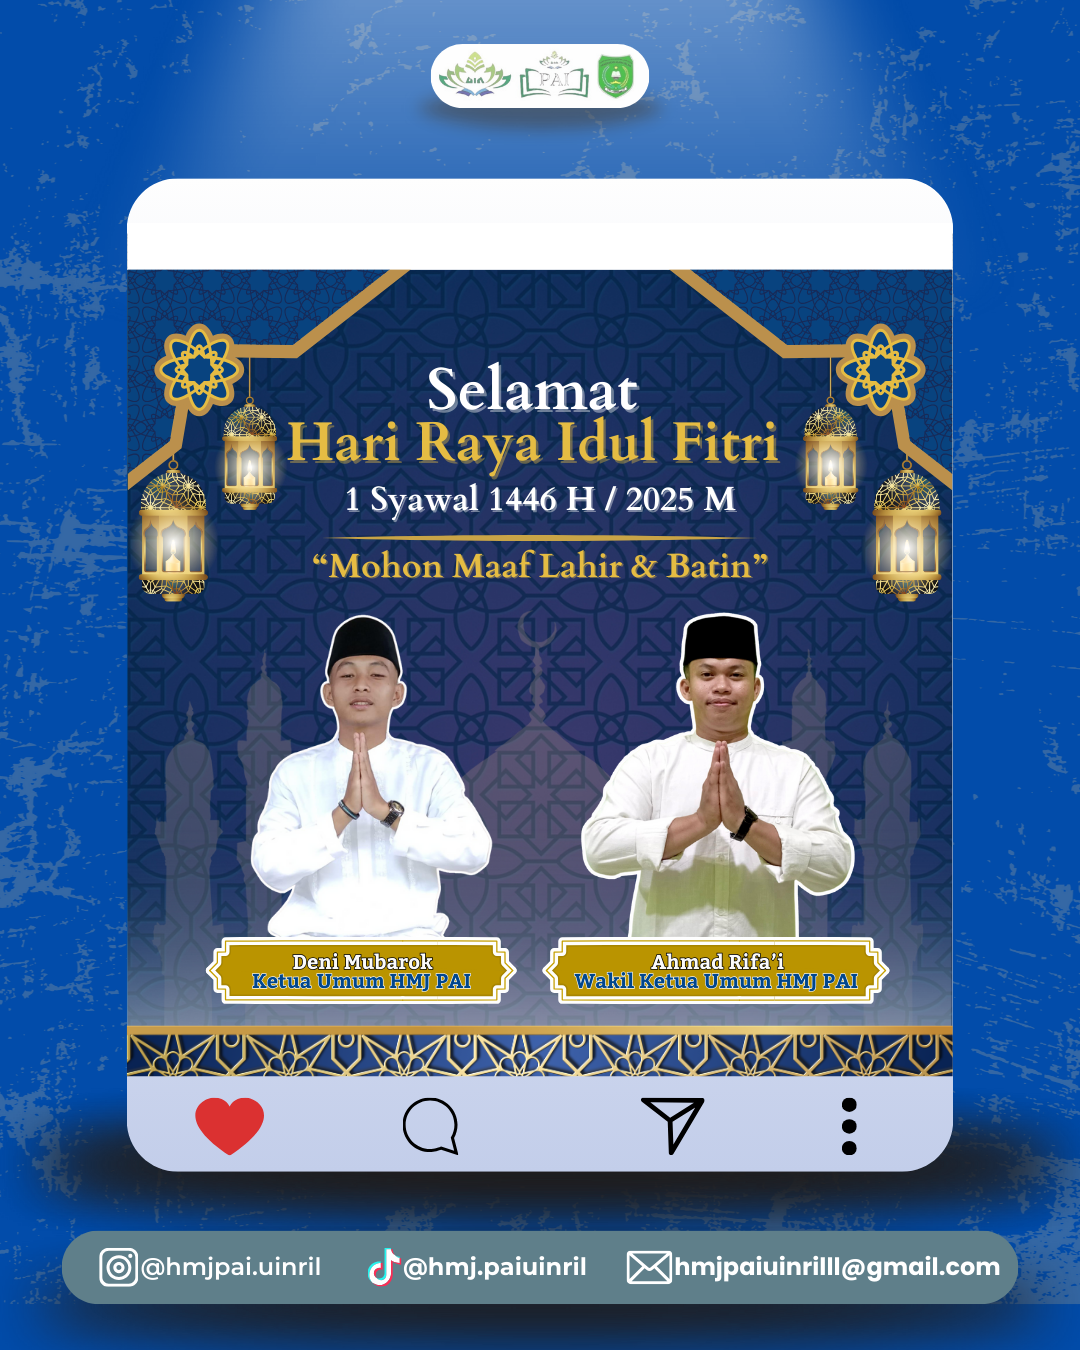 PAI
Selamat
Hari Raya Idul Fitri
1 Syawal 1446 H / 2025 M
“Mohon Maaf Lahir & Batin”
Deni Mubarok
Ketua Umum HMJ PAI
Ahmad Rifa’i
Wakil Ketua Umum HMJ PAI
@hmjpai.uinril
@hmj.paiuinril
hmjpaiuinrilll@gmail.com